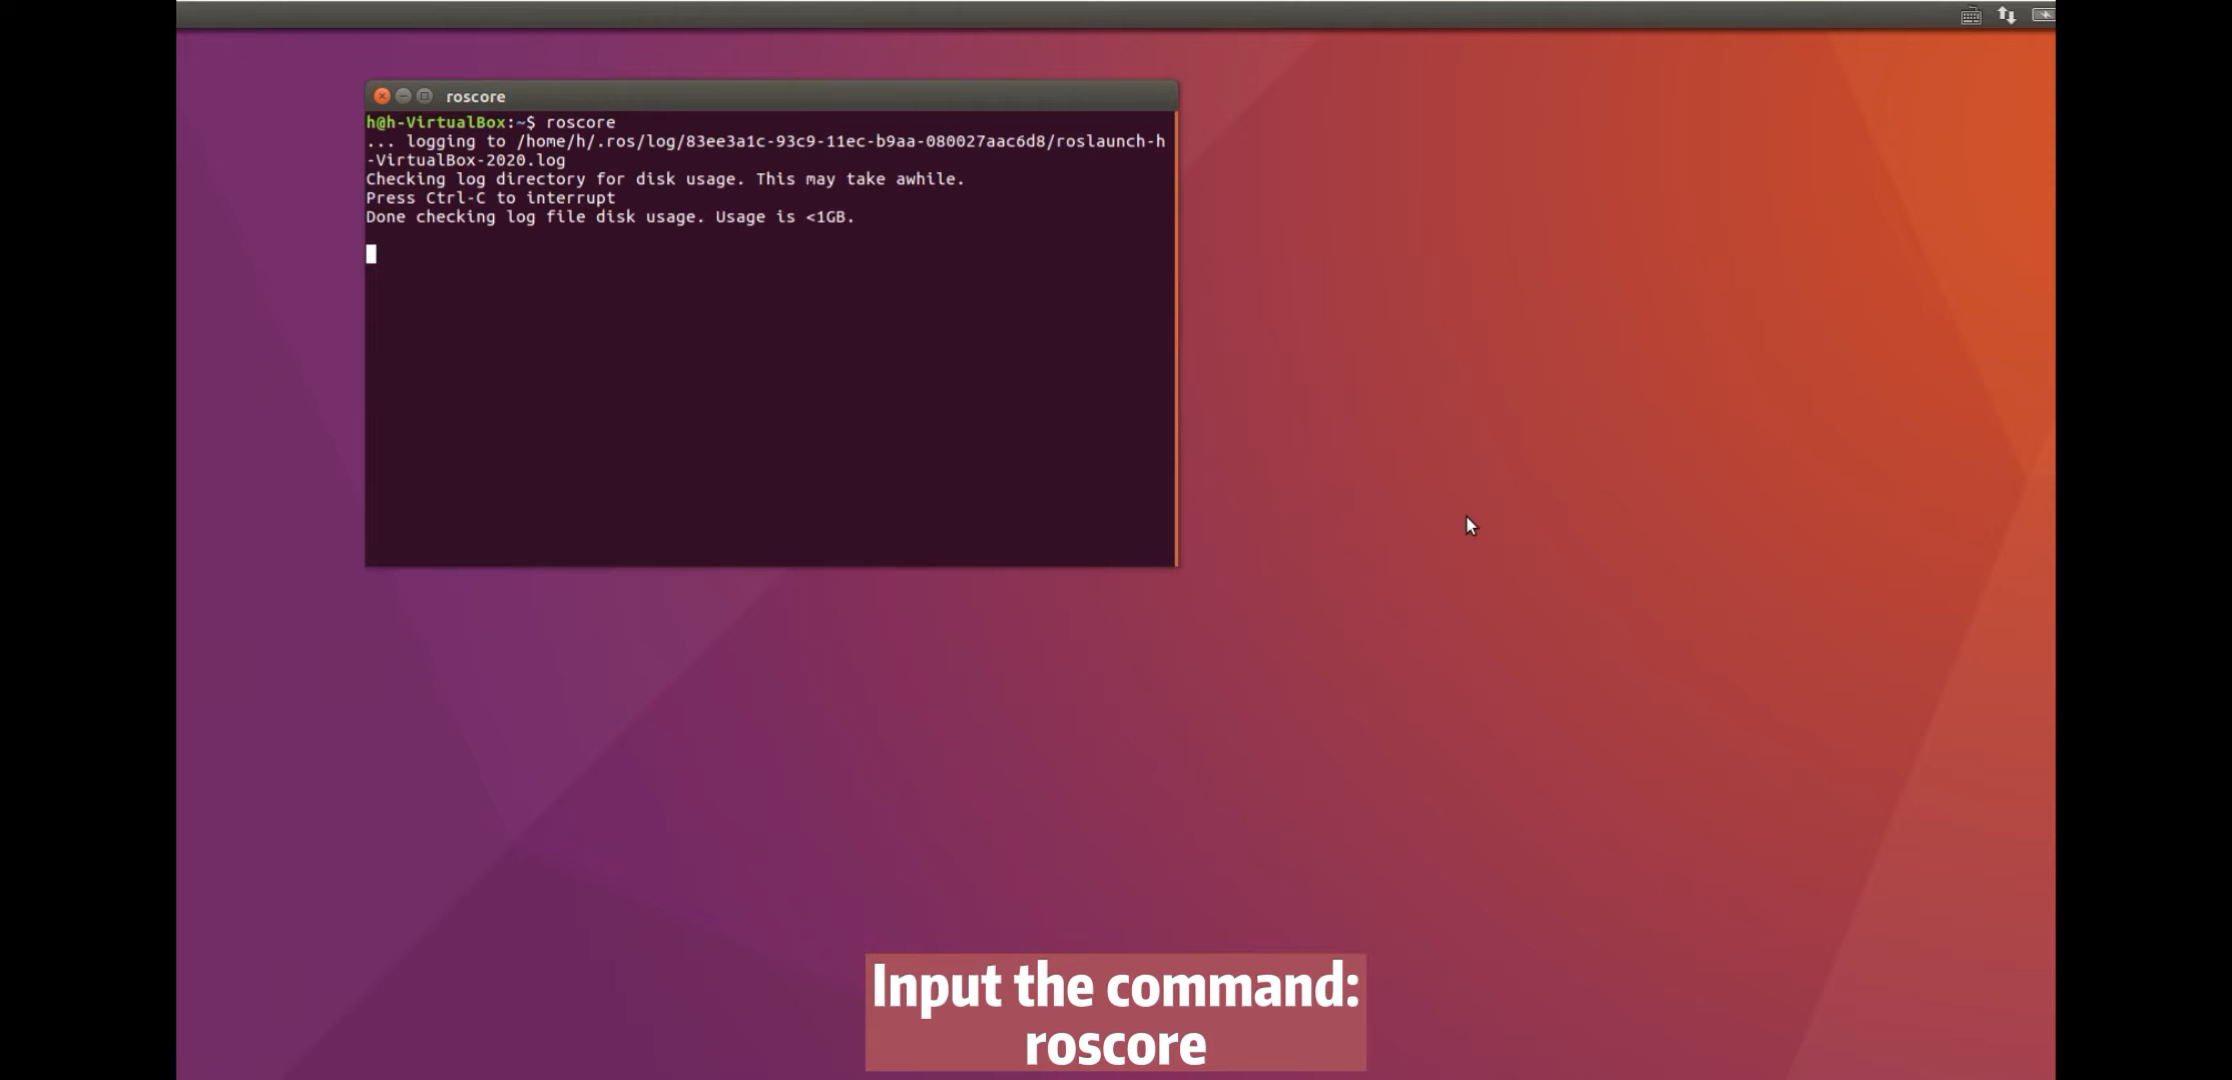 roscore
h@h-VirtualBox:~$ roscore
... logging to /home/h/.ros/log/83ee3a1c-93c9-11ec-b9aa-080027aac6d8/roslaunch-h
-VirtualBox-2020.log
Checking log directory for disk usage. This may take awhile.
Press Ctrl-C to interrupt
Done checking log file disk usage. Usage is <1GB.
Input the command:
roscore